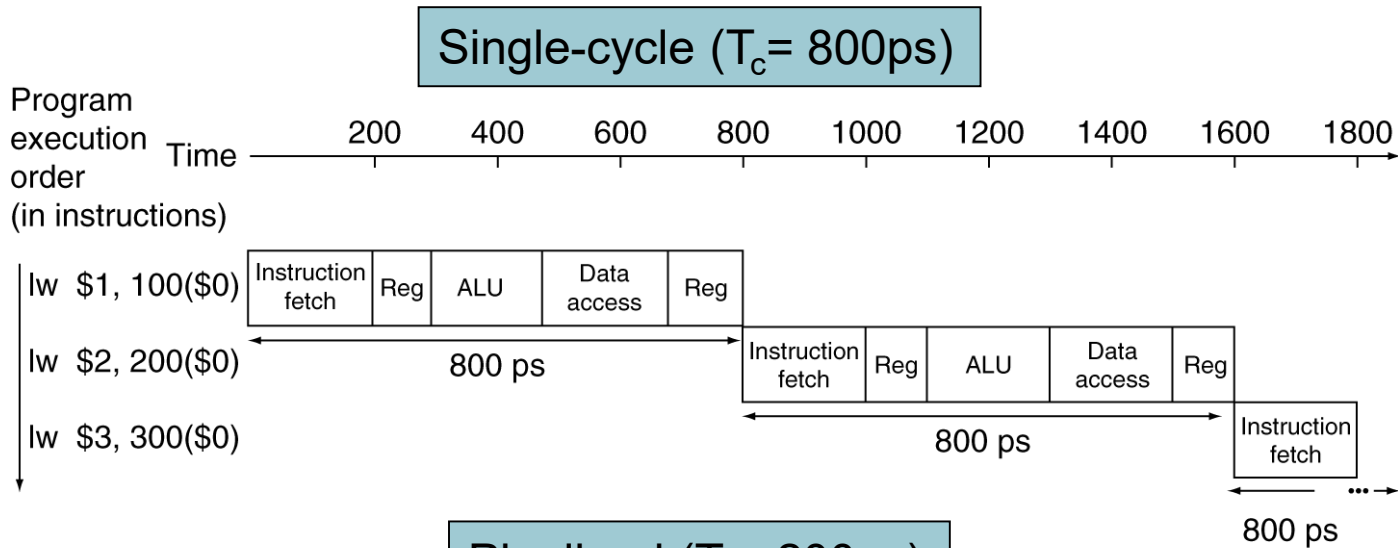 Single-cycle (Tc= 800ps)
Program
execution
order
(in instructions)
Time
200 400 600 800 1000 1200 1400 1600 1800
lw $1, 100($0)
Instruction
fetch
Reg
ALU
Data
access
Reg
800 ps
lw $2, 200($0)
Instruction
fetch
Reg
ALU
Data
access
Reg
800 ps
lw $3, 300($0)
Instruction
fetch
...
800 ps